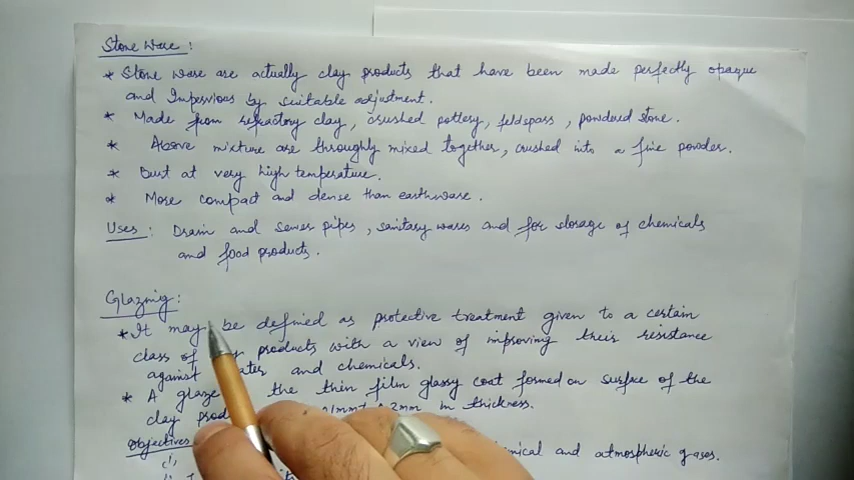 Stone Ware :
* Stone ware are actually clay products that have been made perfectly opaque
and Impervious by suitable adjustment.
* Made from refractory clay, crushed pottery, feldspass, powdered stone.
* Above mixture are throughly mixed together, crushed into a fine powder.
* Burt at very high temperature.
* More compact and dense than earthware.
Uses : Drain and sewer pipes, sanitary wares and for storage of chemicals
and food products.
Glazing :
* It may be defined as protective treatment given to a certain
class of products with a view of improving their resistance
against and chemicals.
* A glaze the thin film glassy coat formed on surface of the
clay mm in thickness.
Objectives and atmospheric gases.